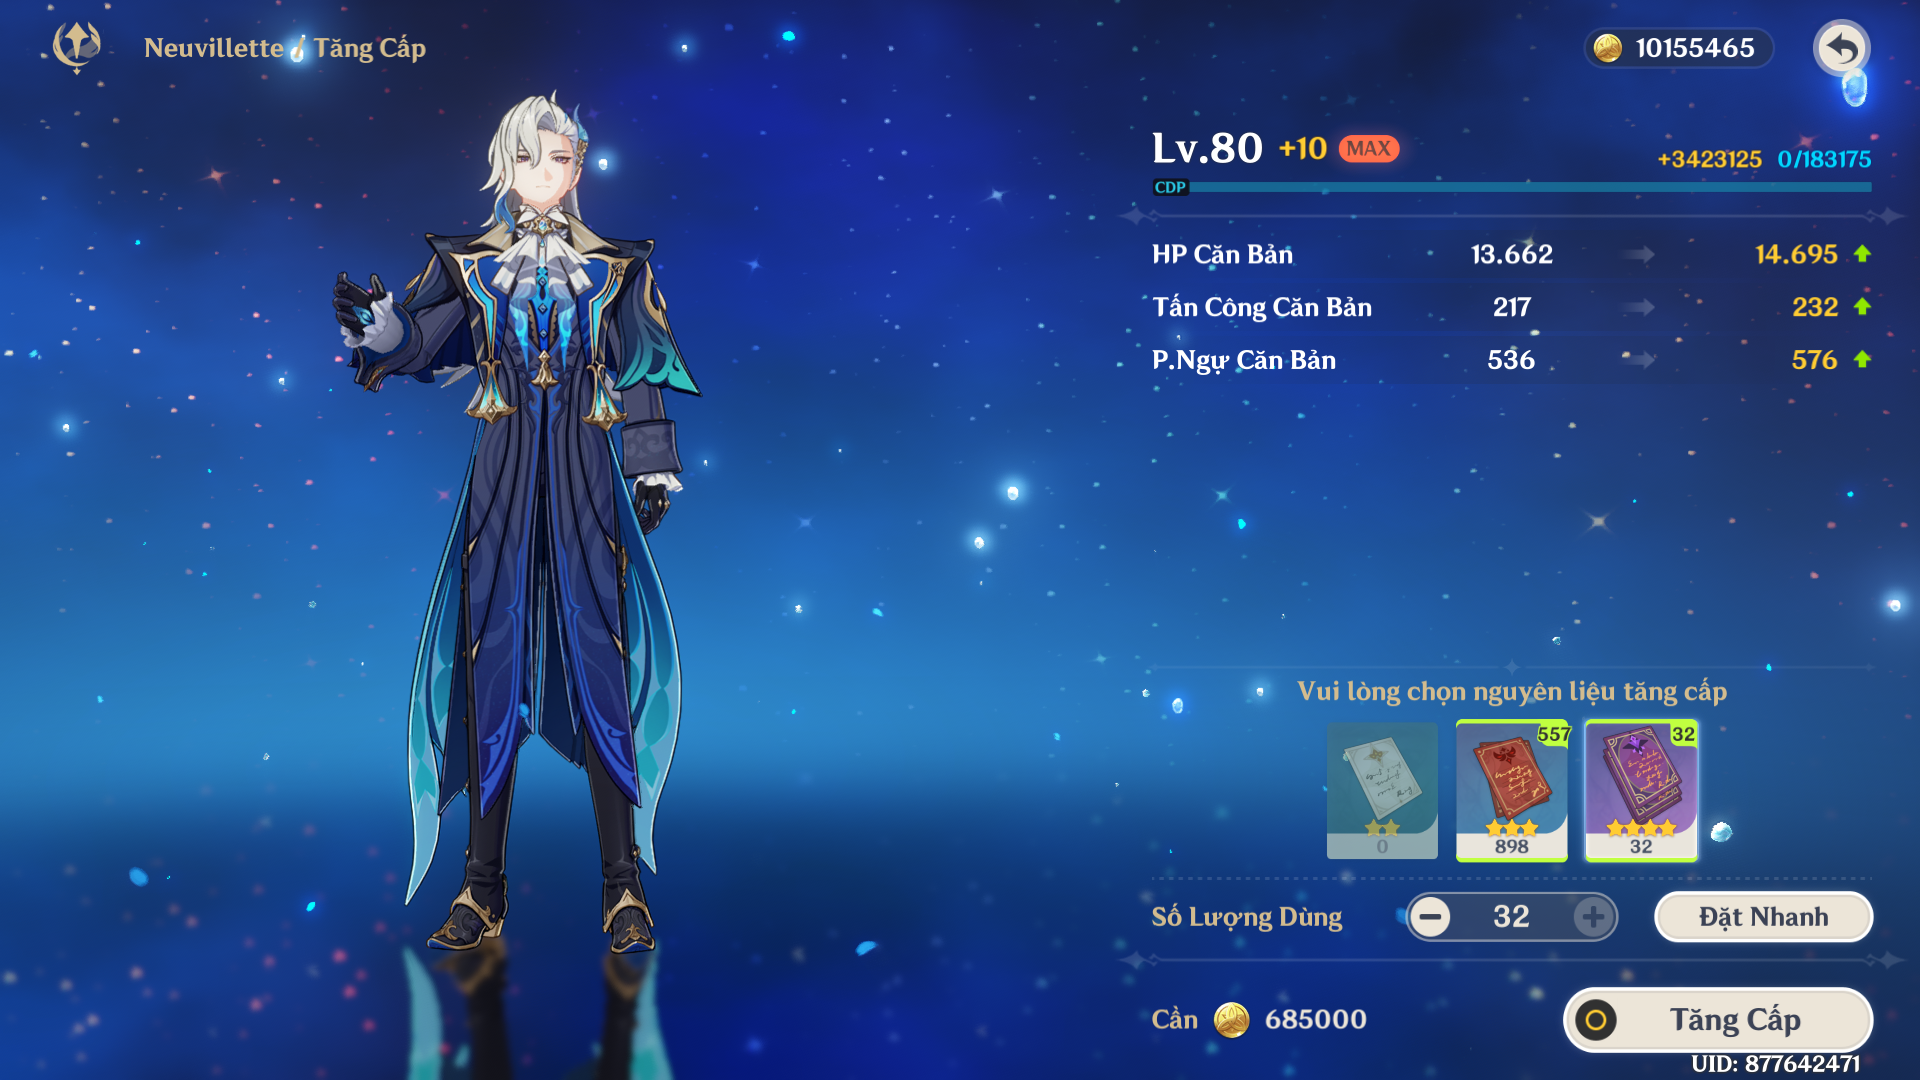 Neuvillette / Tăng Cấp
10155465
Lv.80 +10 MAX
+3423125 0/183175
CDP
HP Căn Bản 13.662 14.695
Tấn Công Căn Bản 217 232
P.Ngự Căn Bản 536 576
Vui lòng chọn nguyên liệu tăng cấp
557 32
0 898 32
Số Lượng Dùng 32 Đặt Nhanh
Cần 685000 Tăng Cấp
UID: 877642471